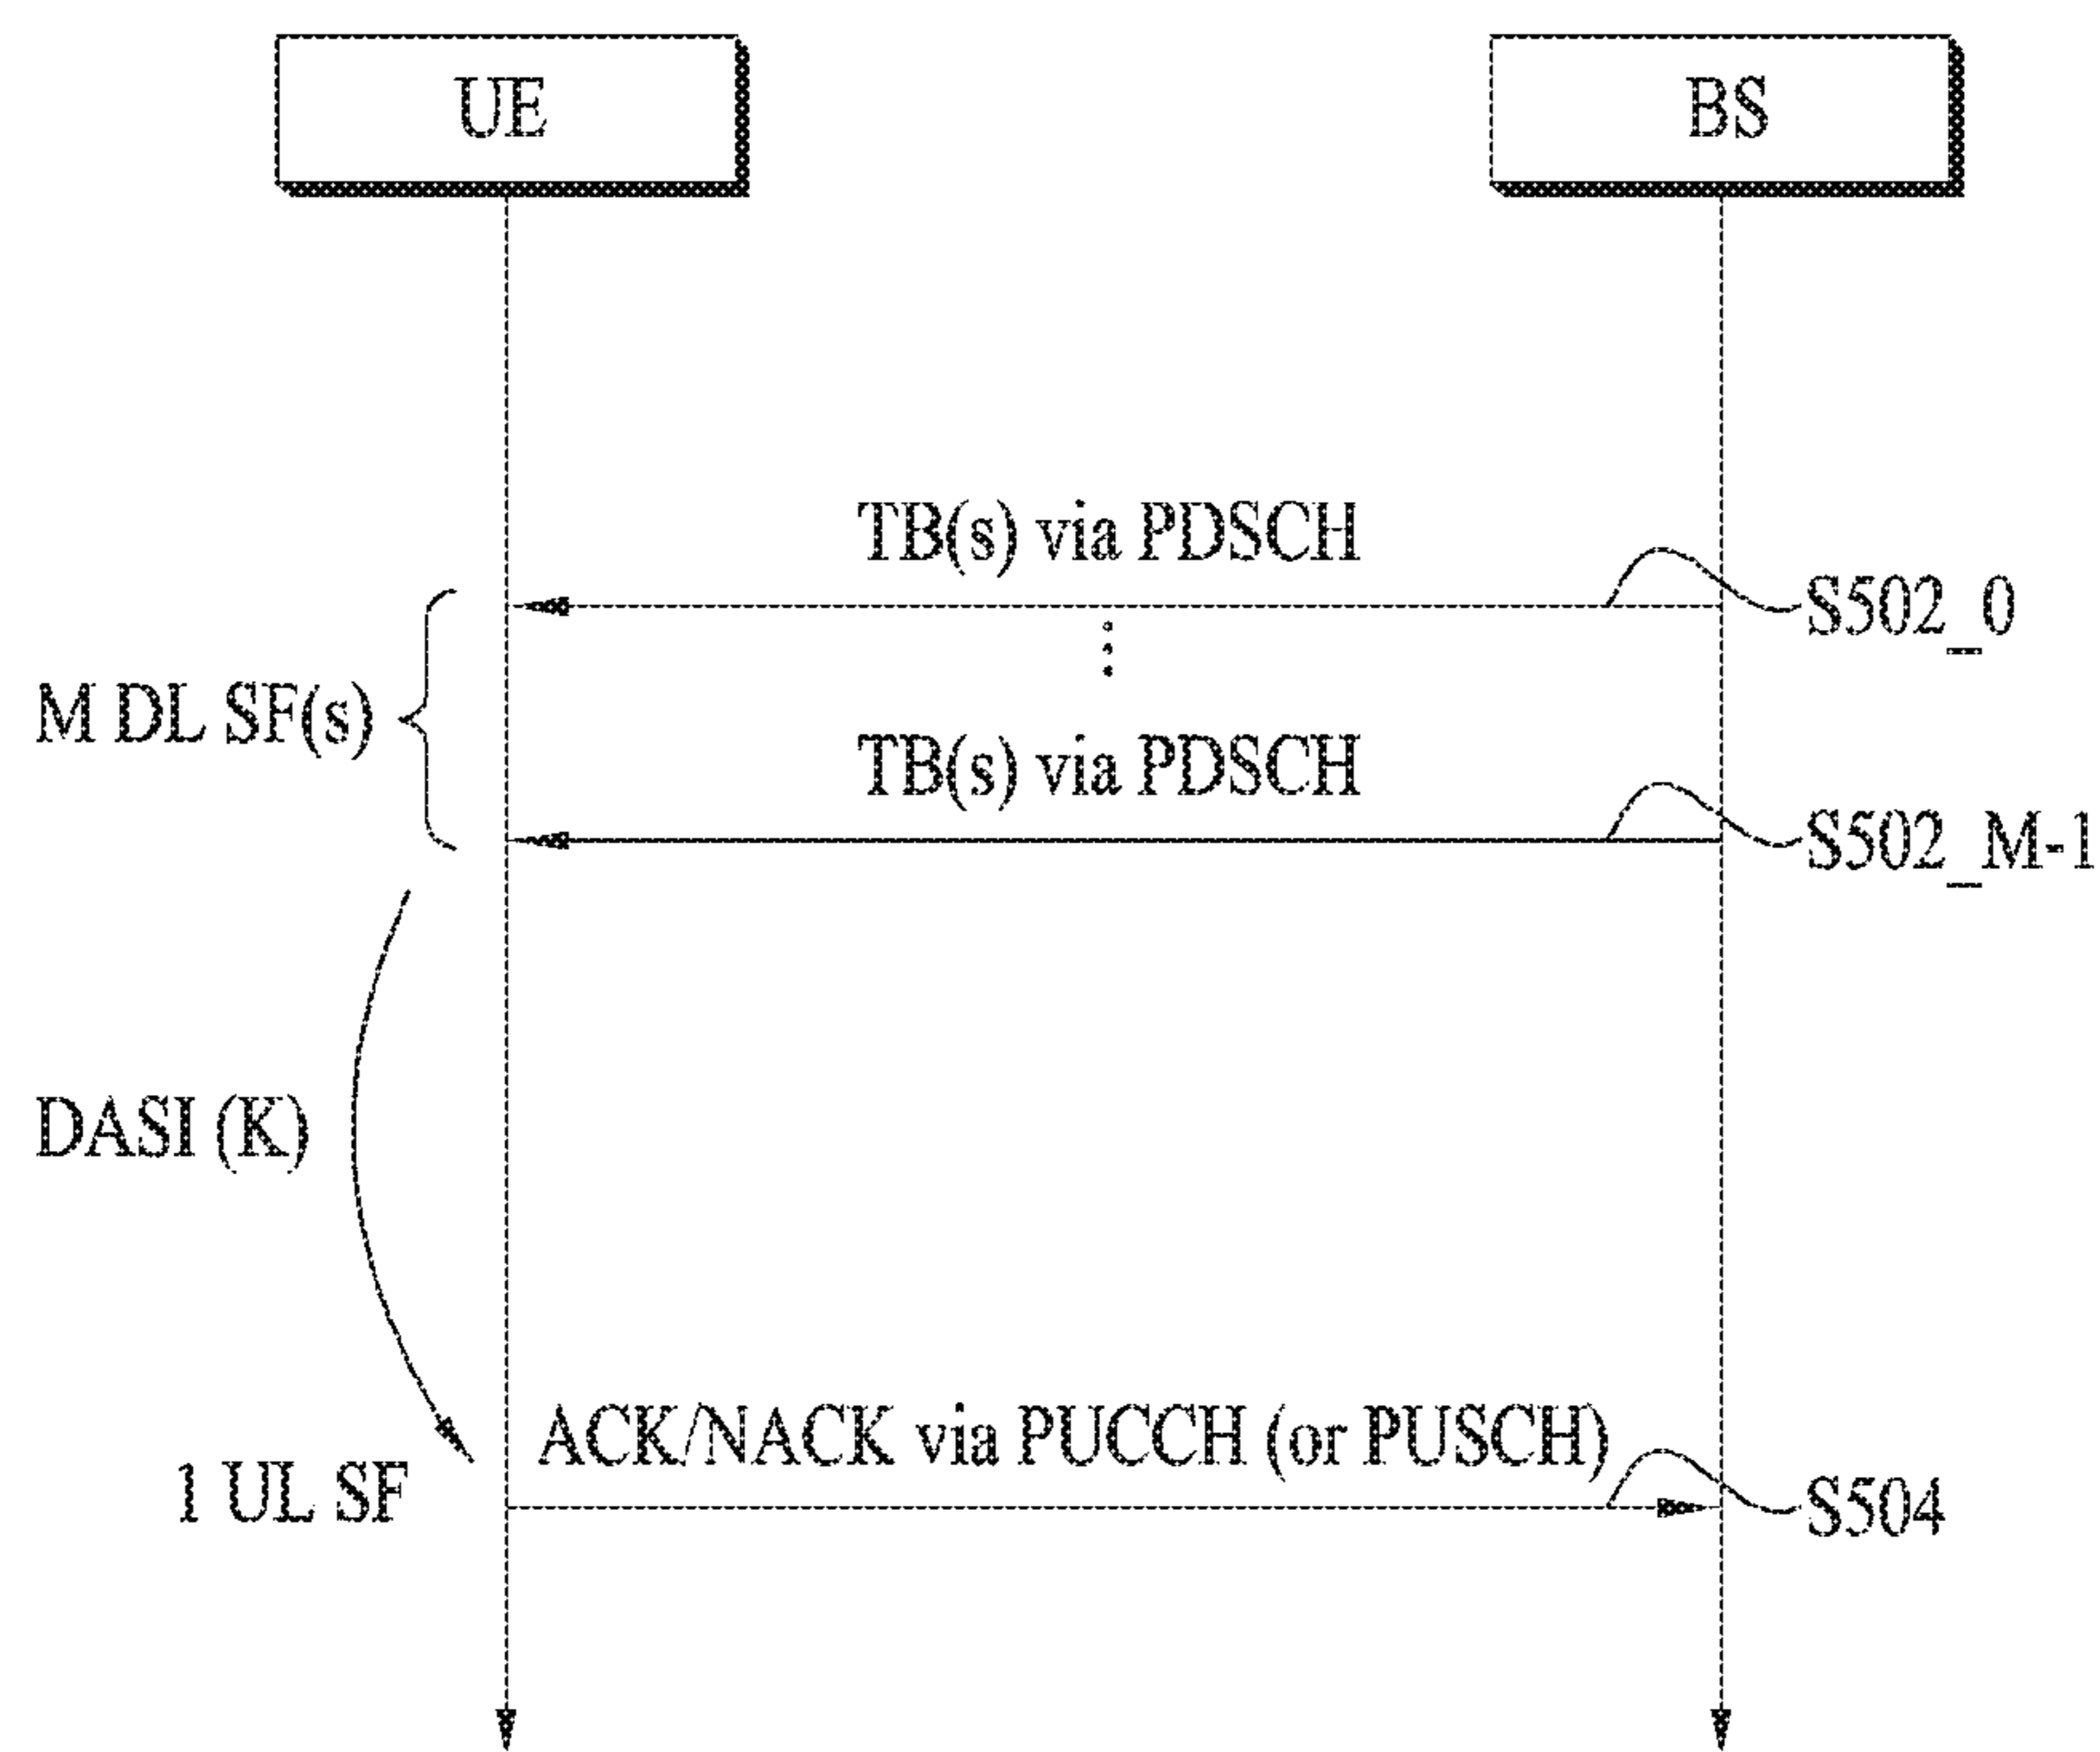 UE
BS
TB(s) via PDSCH
S502_0
M DL SF(s)
TB(s) via PDSCH
S502_M-1
DASI (K)
ACK/NACK via PUCCH (or PUSCH)
1 UL SF
S504